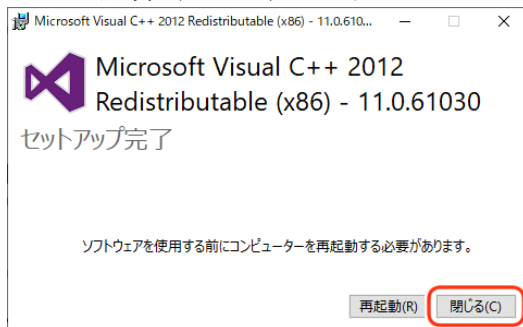 Microsoft Visual C++ 2012 Redistributable (x86) - 11.0.610...
Microsoft Visual C++ 2012
Redistributable (x86) - 11.0.61030
セットアップ完了
ソフトウェアを使用する前にコンピューターを再起動する必要があります。
再起動(R) 閉じる(C)